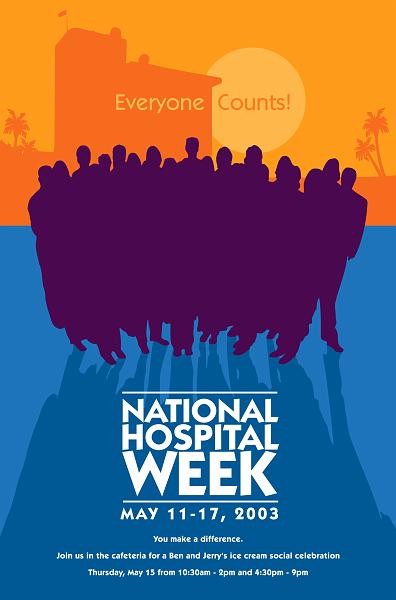 Everyone Counts!
NATIONAL
HOSPITAL
WEEK
MAY 11-17, 2003
You make a difference.
Join us in the cafeteria for a Ben and Jerry's ice cream social celebration
Thursday, May 15 from 10:30am - 2pm and 4:30pm - 9pm